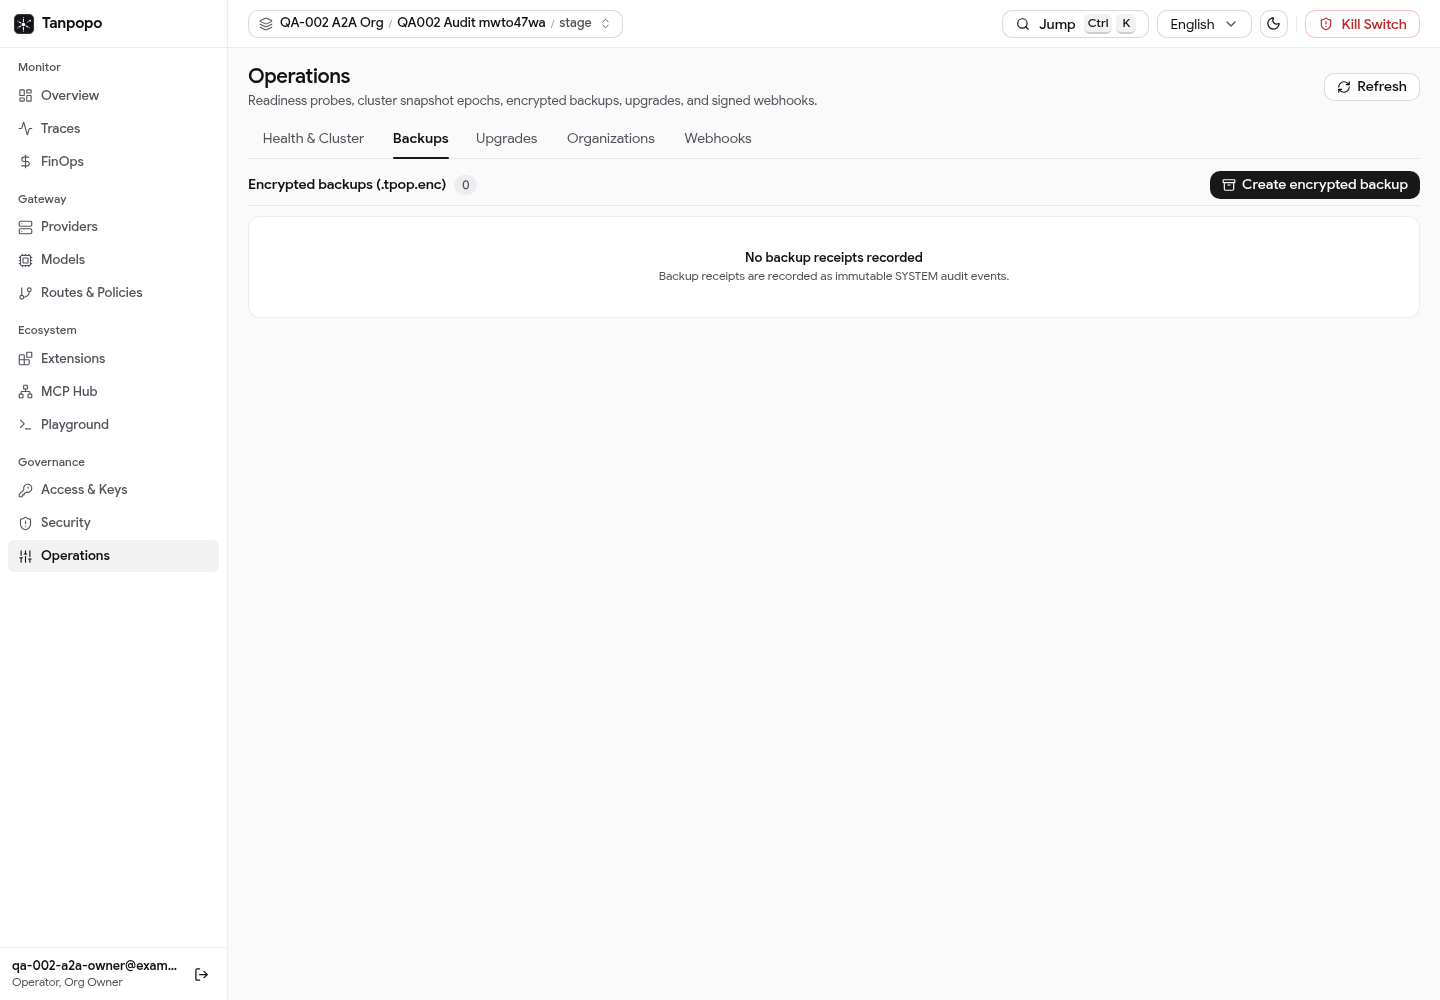 Tanpopo
QA-002 A2A Org / QA002 Audit mwto47wa / stage
Jump Ctrl K
English
Kill Switch
Monitor
Overview
Traces
FinOps
Gateway
Providers
Models
Routes & Policies
Ecosystem
Extensions
MCP Hub
Playground
Governance
Access & Keys
Security
Operations
qa-002-a2a-owner@exam...
Operator, Org Owner
Operations
Readiness probes, cluster snapshot epochs, encrypted backups, upgrades, and signed webhooks.
Refresh
Health & Cluster Backups Upgrades Organizations Webhooks
Encrypted backups (.tpop.enc) 0
Create encrypted backup
No backup receipts recorded
Backup receipts are recorded as immutable SYSTEM audit events.